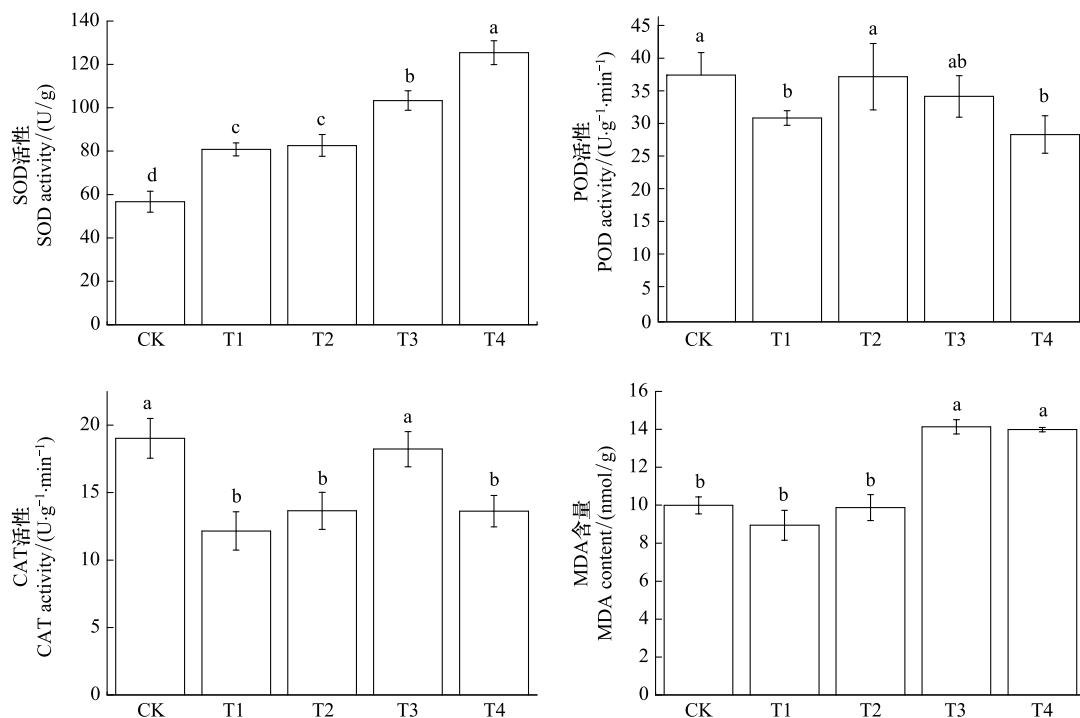 SOD活性
SOD activity/(U/g)
140
120
100
80
60
40
20
0
d
c
c
b
a
CK T1 T2 T3 T4
POD活性
POD activity/(U·g⁻¹·min⁻¹)
45
40
35
30
25
20
15
10
5
0
a
b
a
ab
b
CK T1 T2 T3 T4
CAT活性
CAT activity/(U·g⁻¹·min⁻¹)
20
15
10
5
0
a
b
b
a
b
CK T1 T2 T3 T4
MDA含量
MDA content/(nmol/g)
16
14
12
10
8
6
4
2
0
b
b
b
a
a
CK T1 T2 T3 T4